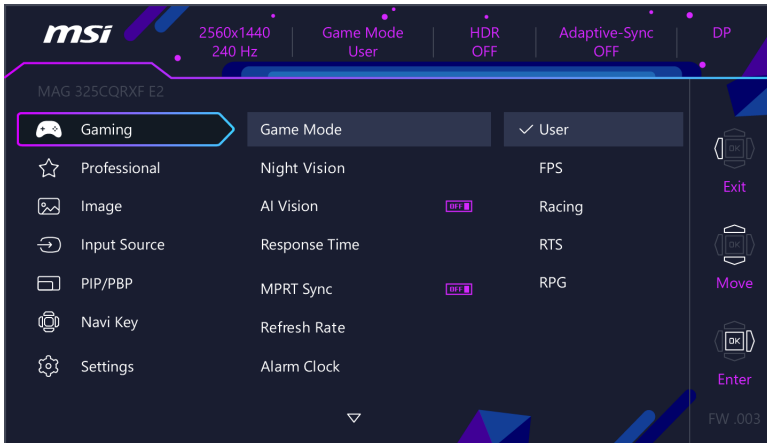 msi
2560x1440
240 Hz
Game Mode
User
HDR
OFF
Adaptive-Sync
OFF
DP
MAG 325CQRXF E2
Gaming
Professional
Image
Input Source
PIP/PBP
Navi Key
Settings
Game Mode
Night Vision
AI Vision
OFF
Response Time
MPRT Sync
OFF
Refresh Rate
Alarm Clock
User
FPS
Racing
RTS
RPG
OK
Exit
OK
Move
OK
Enter
FW .003